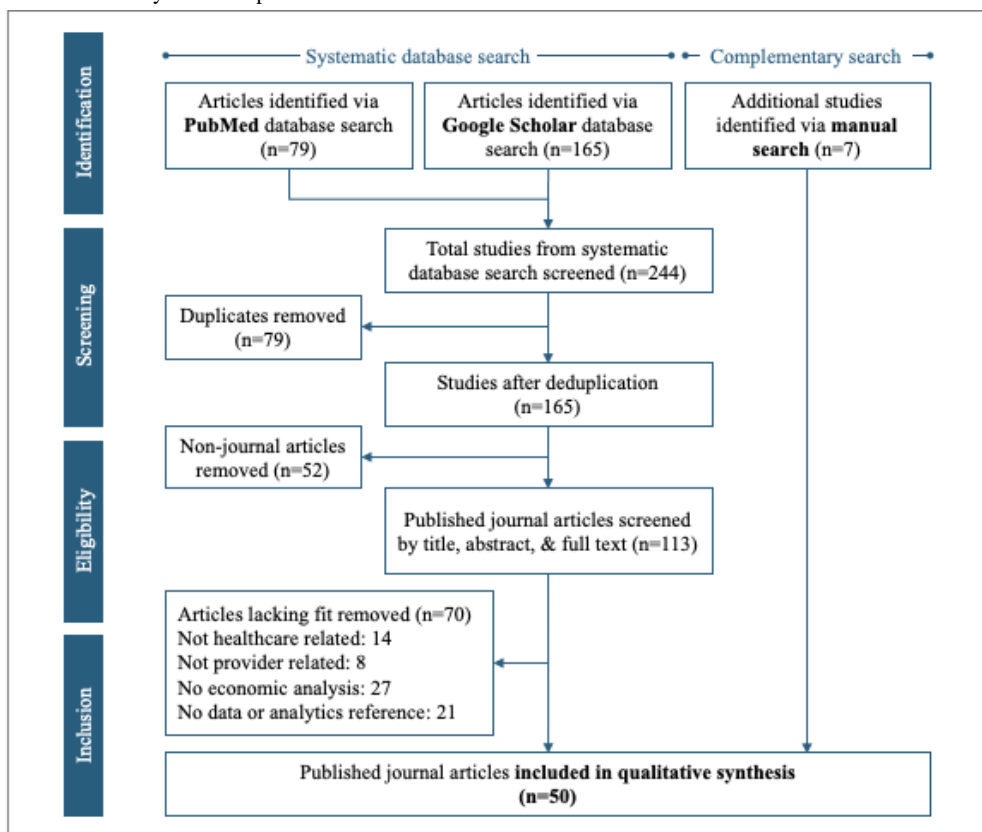 Systematic database search
Complementary search
Identification
Articles identified via
PubMed database search
(n=79)
Articles identified via
Google Scholar database
search (n=165)
Additional studies
identified via manual
search (n=7)
Screening
Total studies from systematic
database search screened (n=244)
Duplicates removed
(n=79)
Studies after deduplication
(n=165)
Eligibility
Non-journal articles
removed (n=52)
Published journal articles screened
by title, abstract, & full text (n=113)
Inclusion
Articles lacking fit removed (n=70)
Not healthcare related: 14
Not provider related: 8
No economic analysis: 27
No data or analytics reference: 21
Published journal articles included in qualitative synthesis
(n=50)